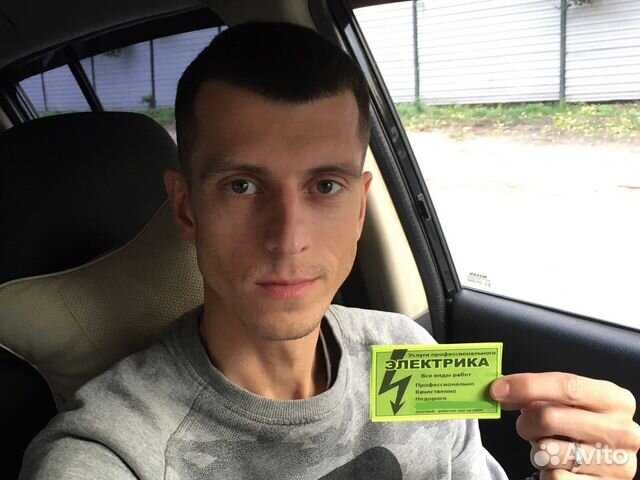 Услуги профессионального
ЭЛЕКТРИКА
Все виды работ
Профессионально
Качественно
Недорого
Avito